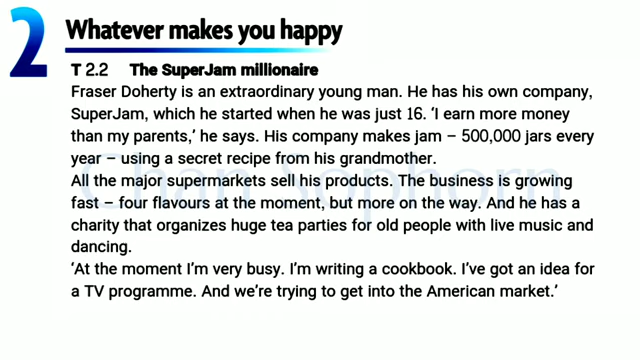 2 Whatever makes you happy
T 2.2 The SuperJam millionaire
Fraser Doherty is an extraordinary young man. He has his own company,
SuperJam, which he started when he was just 16. ‘I earn more money
than my parents,’ he says. His company makes jam – 500,000 jars every
year – using a secret recipe from his grandmother.
All the major supermarkets sell his products. The business is growing
fast – four flavours at the moment, but more on the way. And he has a
charity that organizes huge tea parties for old people with live music and
dancing.
‘At the moment I’m very busy. I’m writing a cookbook. I’ve got an idea for
a TV programme. And we’re trying to get into the American market.’
Chan Sophorn